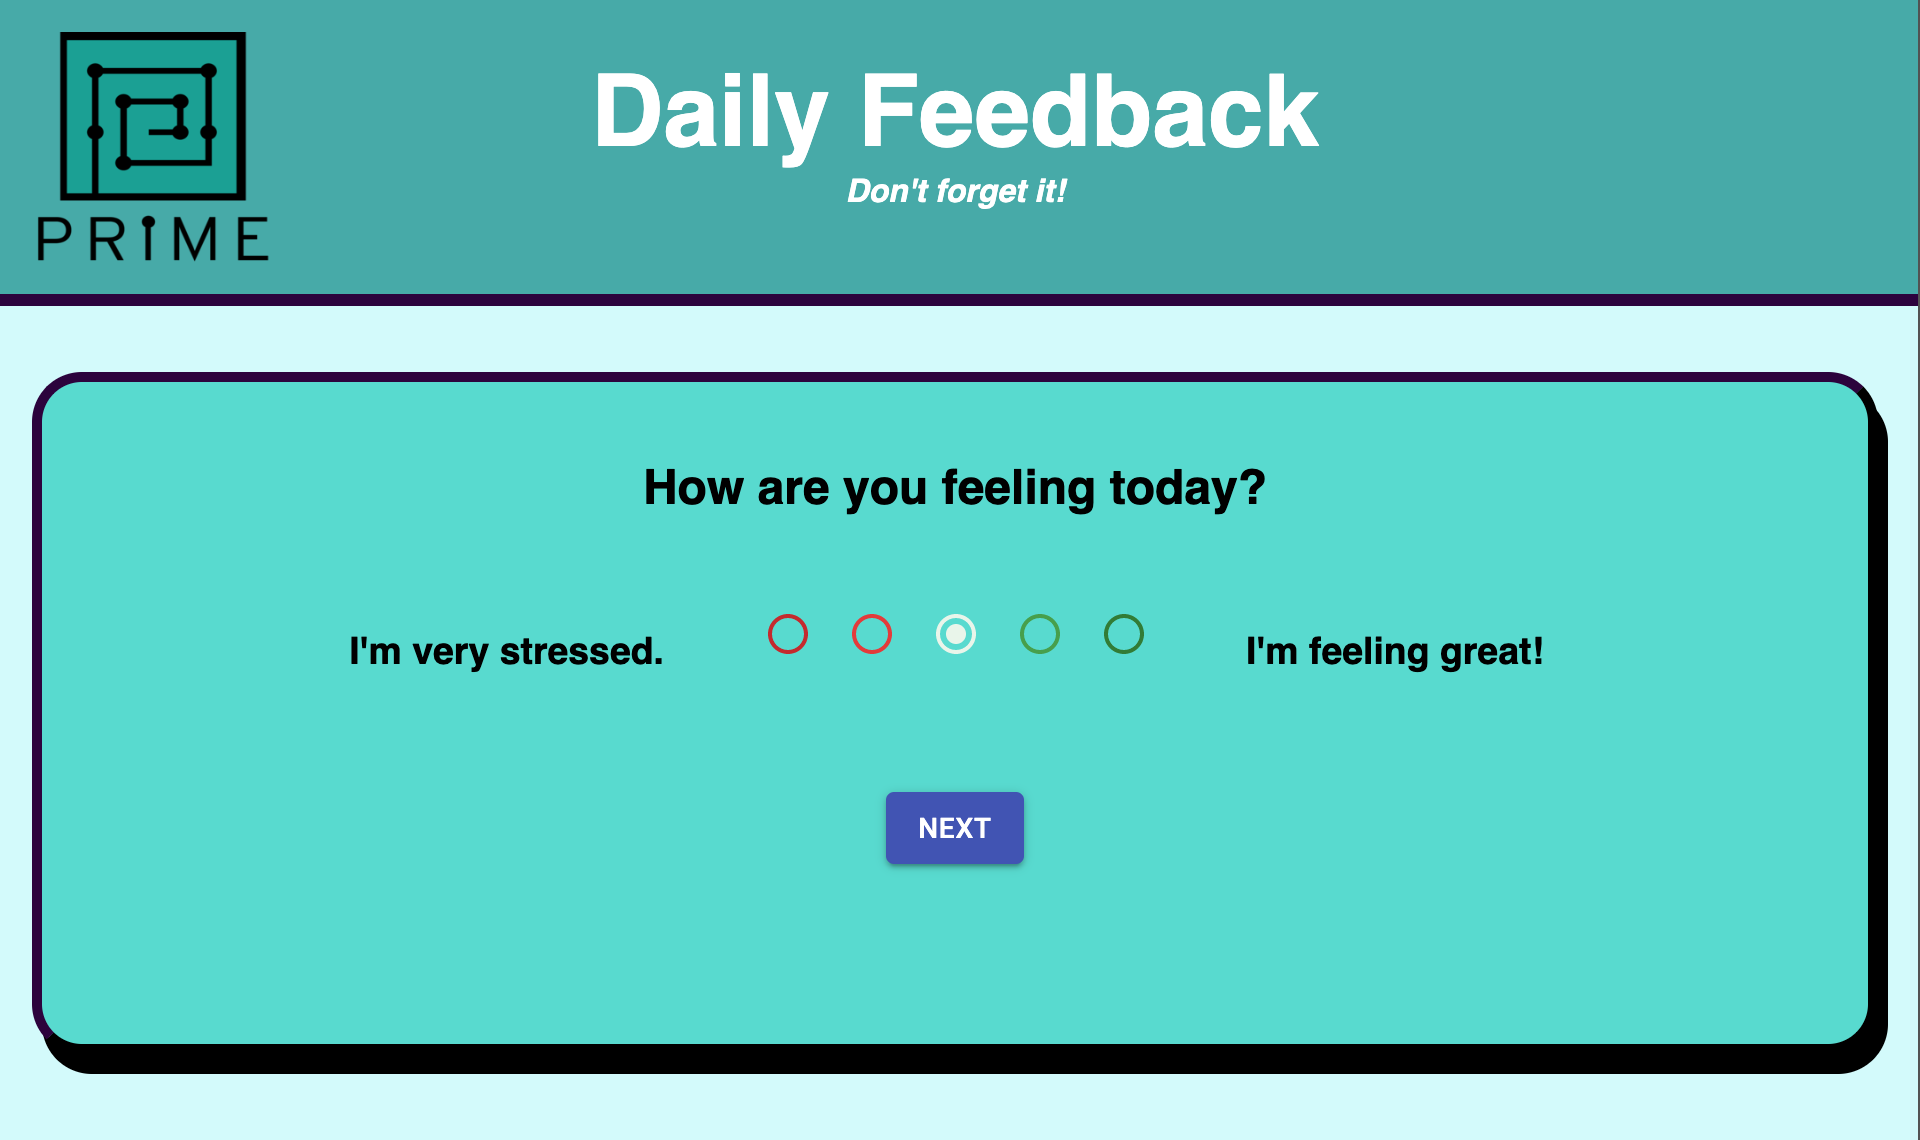 PRIME
Daily Feedback
Don't forget it!
How are you feeling today?
I'm very stressed.
I'm feeling great!
NEXT